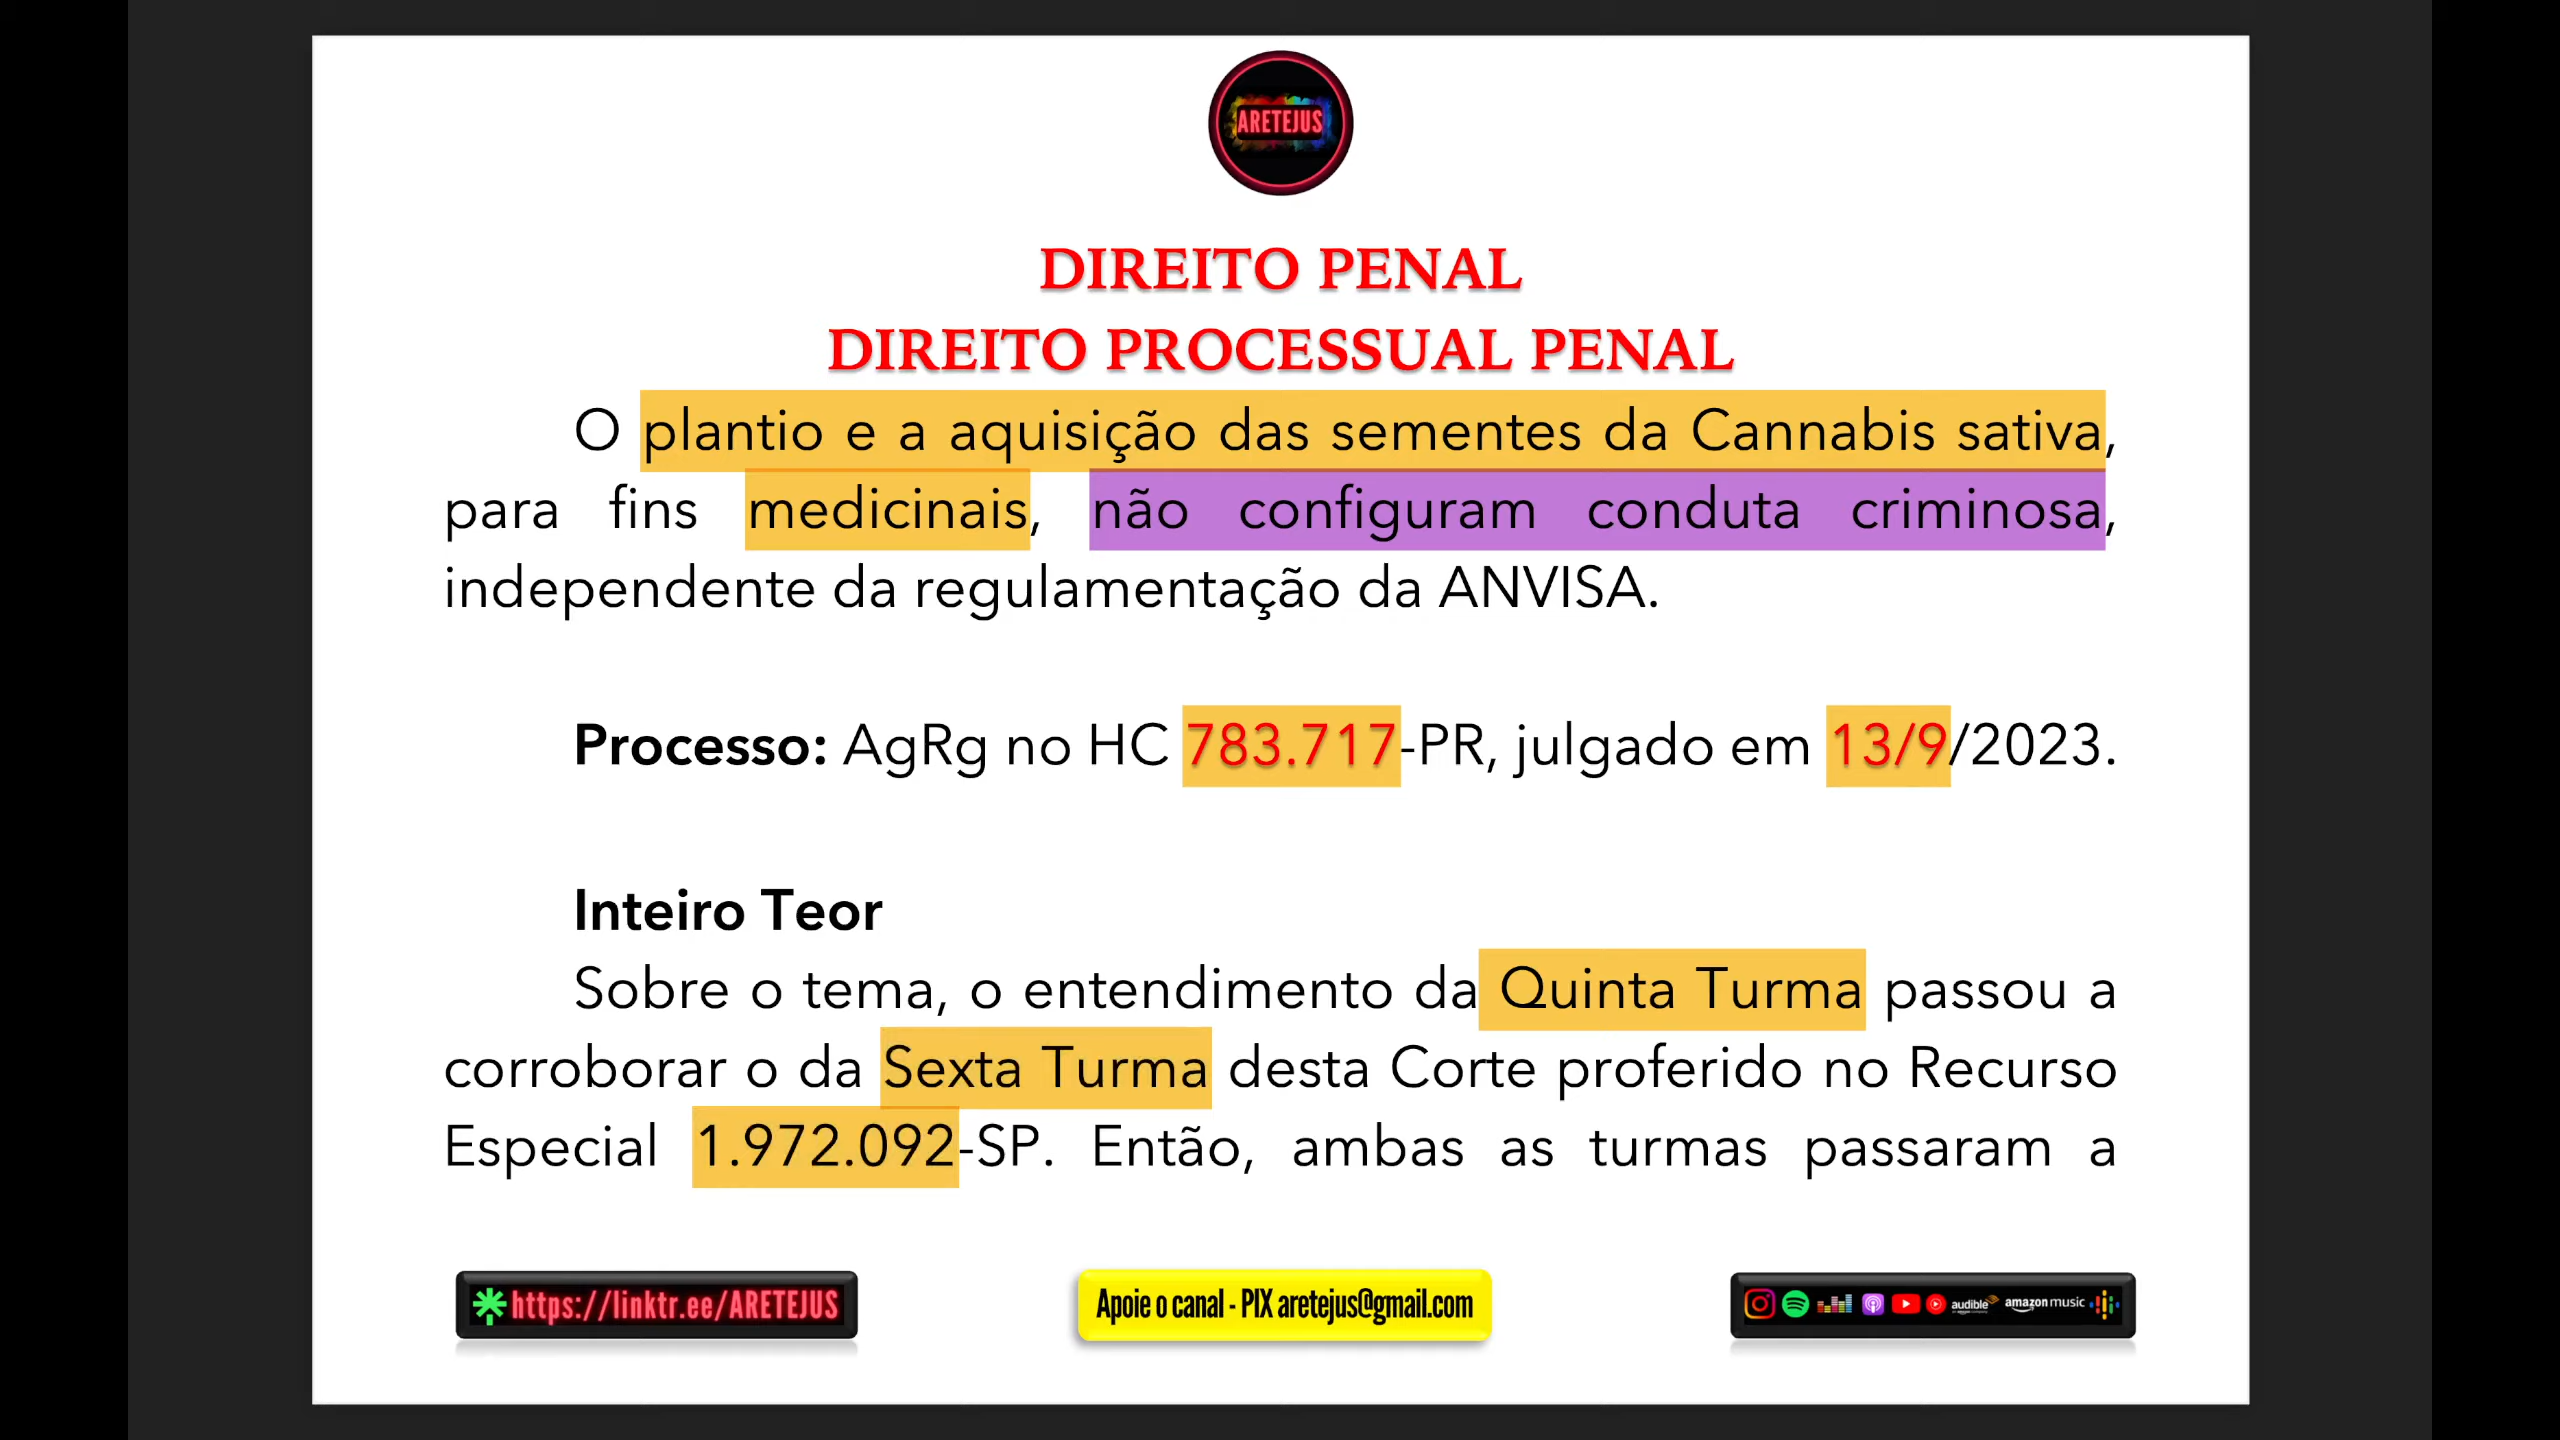 ARETEJUS
DIREITO PENAL
DIREITO PROCESSUAL PENAL
O plantio e a aquisição das sementes da Cannabis sativa,
para fins medicinais, não configuram conduta criminosa,
independente da regulamentação da ANVISA.
Processo: AgRg no HC 783.717-PR, julgado em 13/9/2023.
Inteiro Teor
Sobre o tema, o entendimento da Quinta Turma passou a
corroborar o da Sexta Turma desta Corte proferido no Recurso
Especial 1.972.092-SP. Então, ambas as turmas passaram a
https://linktr.ee/ARETEJUS
Apoie o canal - PIX aretejus@gmail.com
audible amazon music